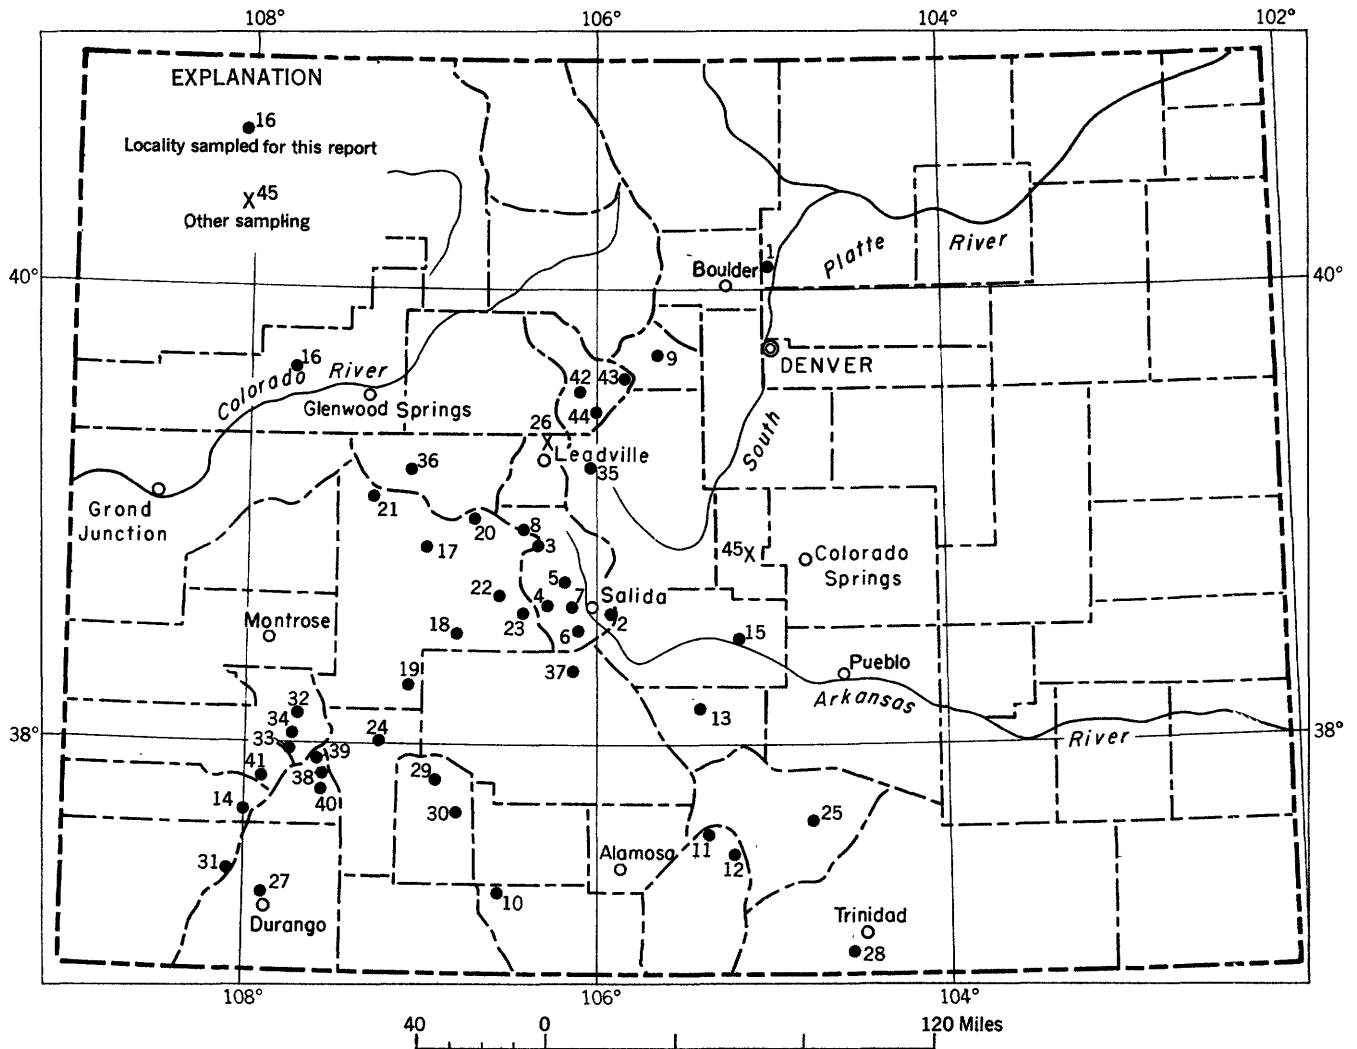 108° 106° 104° 102°
EXPLANATION
16
Locality sampled for this report
x 45
Other sampling
40° 40°
1
Boulder
Platte River
DENVER
9
16
Colorado River
Glenwood Springs
42 43
44
26
x
Leadville
35
South
36
21
Grond
Junction
20
8
3
17
45 x
Colorado
Springs
5
22
4
7
Salida
2
23
6
18
15
Montrose
37
19
Pueblo
Arkansas
River
13
32
34
33
24
38° 38°
39
41
38
40
29
14
30
25
11
12
Alamosa
31
27
Durango
10
Trinidad
28
108° 106° 104°
40 0 120 Miles